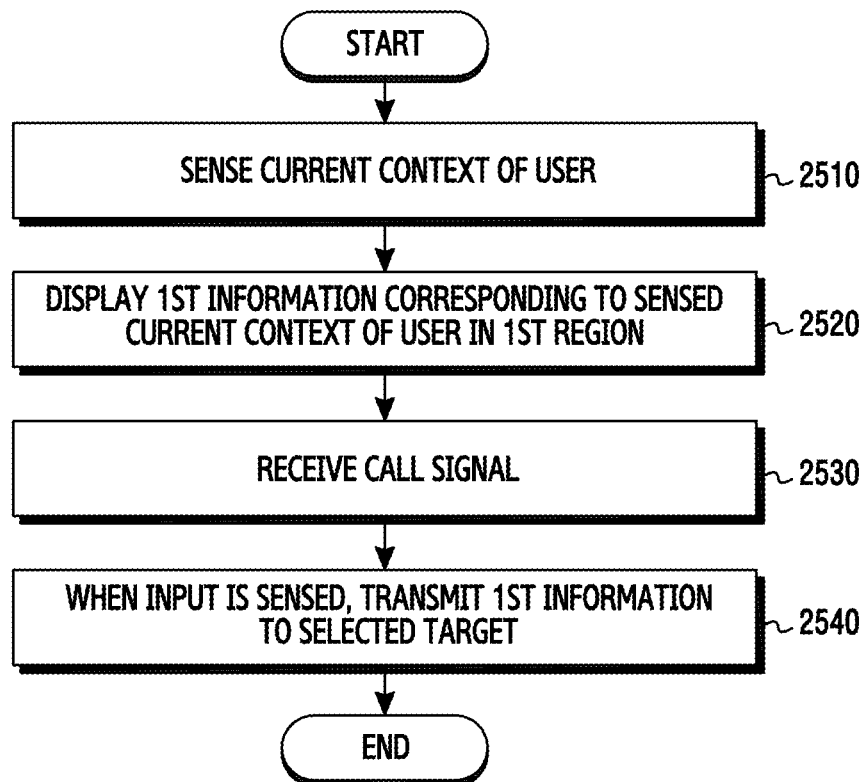 START
SENSE CURRENT CONTEXT OF USER
2510
DISPLAY 1ST INFORMATION CORRESPONDING TO SENSED
CURRENT CONTEXT OF USER IN 1ST REGION
2520
RECEIVE CALL SIGNAL
2530
WHEN INPUT IS SENSED, TRANSMIT 1ST INFORMATION
TO SELECTED TARGET
2540
END